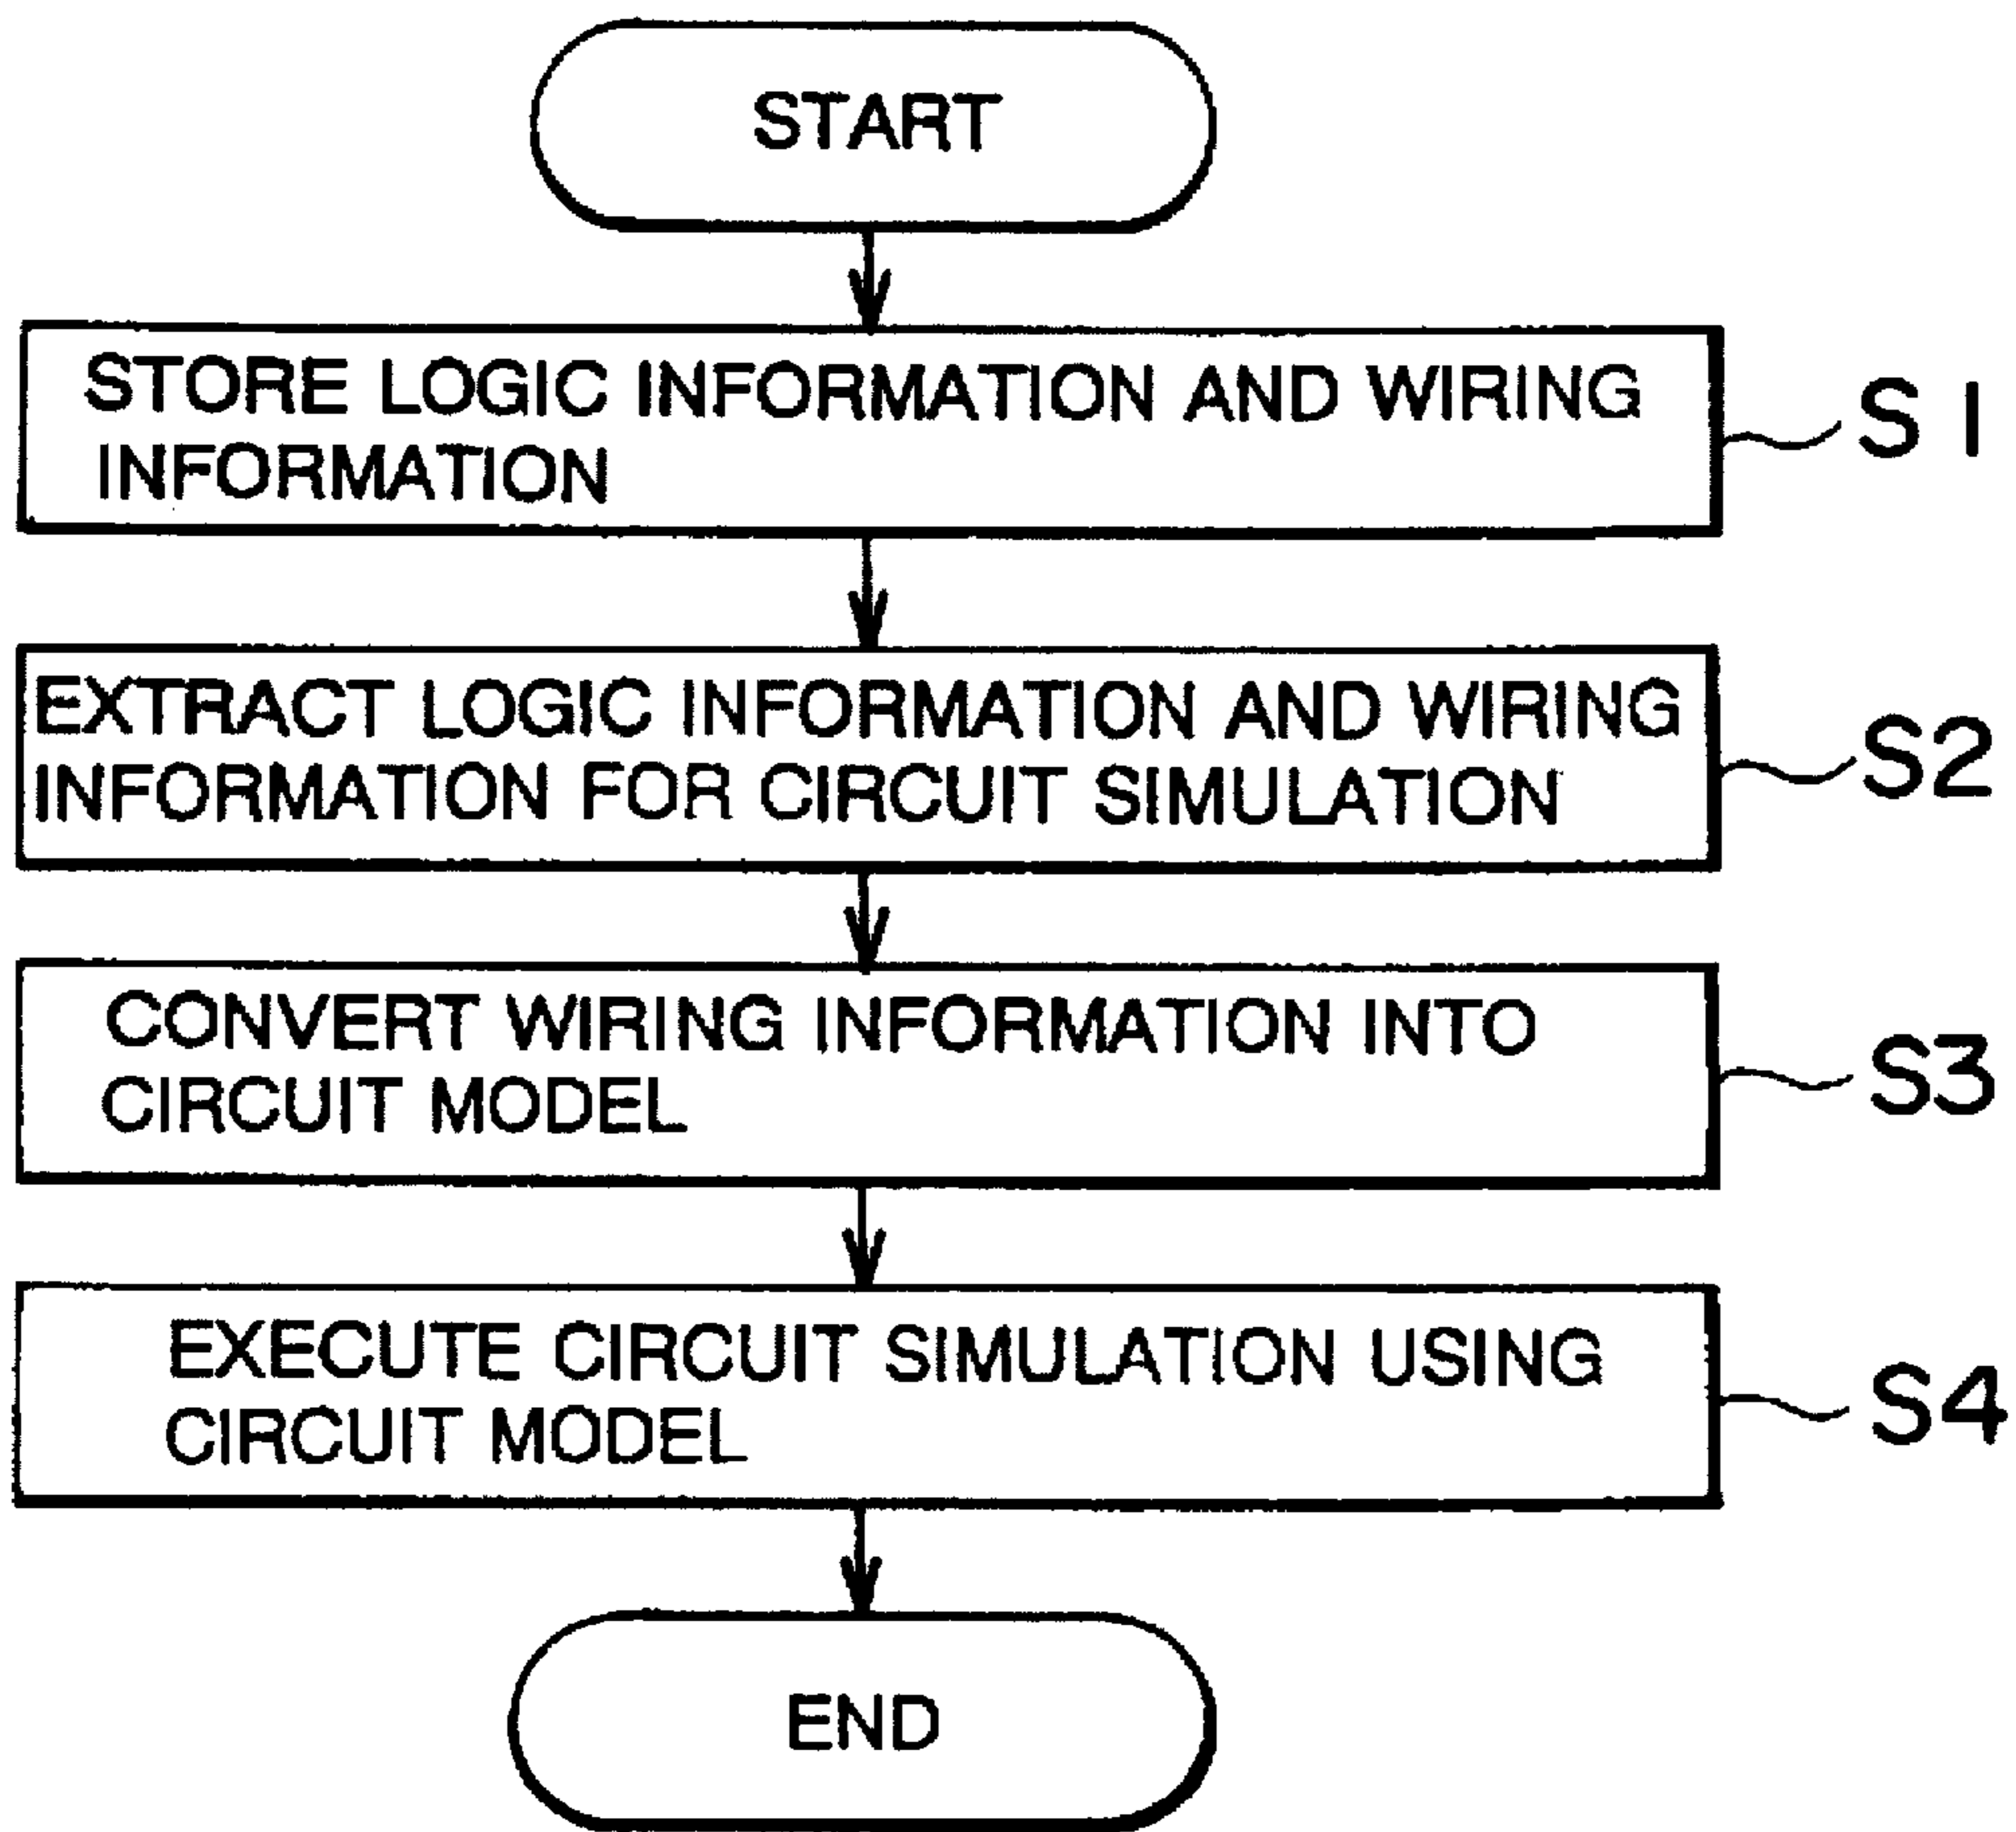 START
STORE LOGIC INFORMATION AND WIRING
INFORMATION
S1
EXTRACT LOGIC INFORMATION AND WIRING
INFORMATION FOR CIRCUIT SIMULATION
S2
CONVERT WIRING INFORMATION INTO
CIRCUIT MODEL
S3
EXECUTE CIRCUIT SIMULATION USING
CIRCUIT MODEL
S4
END